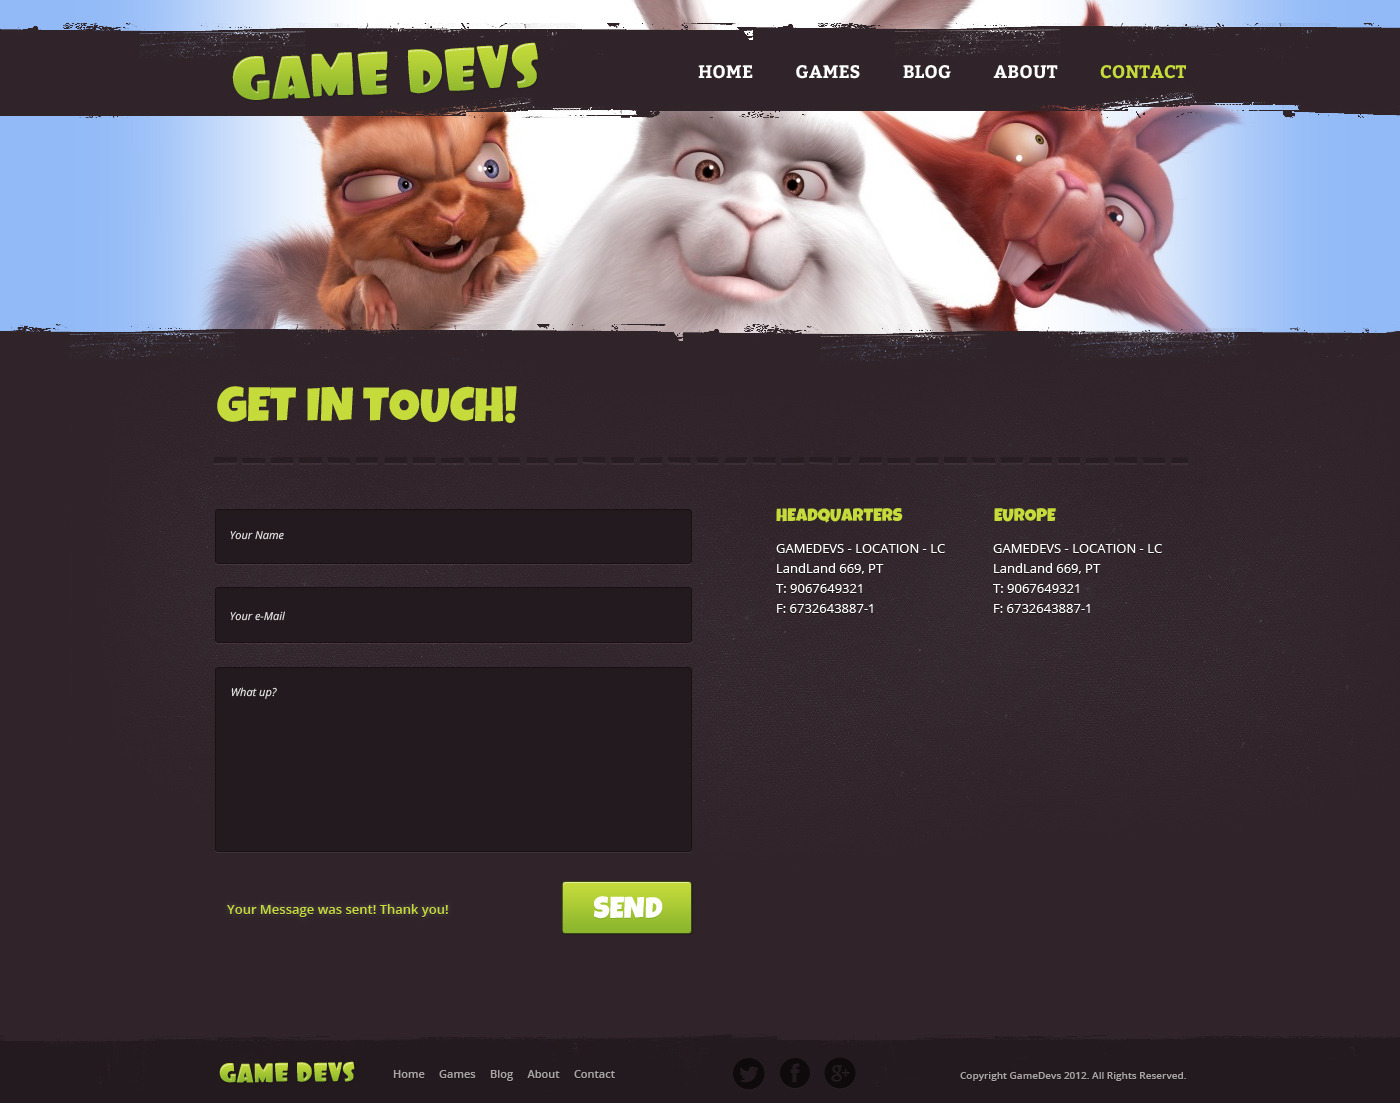 GAME DEVS
HOME GAMES BLOG ABOUT CONTACT
GET IN TOUCH!
Your Name
Your e-Mail
What up?
Your Message was sent! Thank you!
SEND
HEADQUARTERS
GAMEDEVS - LOCATION - LC
LandLand 669, PT
T: 9067649321
F: 6732643887-1
EUROPE
GAMEDEVS - LOCATION - LC
LandLand 669, PT
T: 9067649321
F: 6732643887-1
GAME DEVS
Home Games Blog About Contact
Copyright GameDevs 2012. All Rights Reserved.